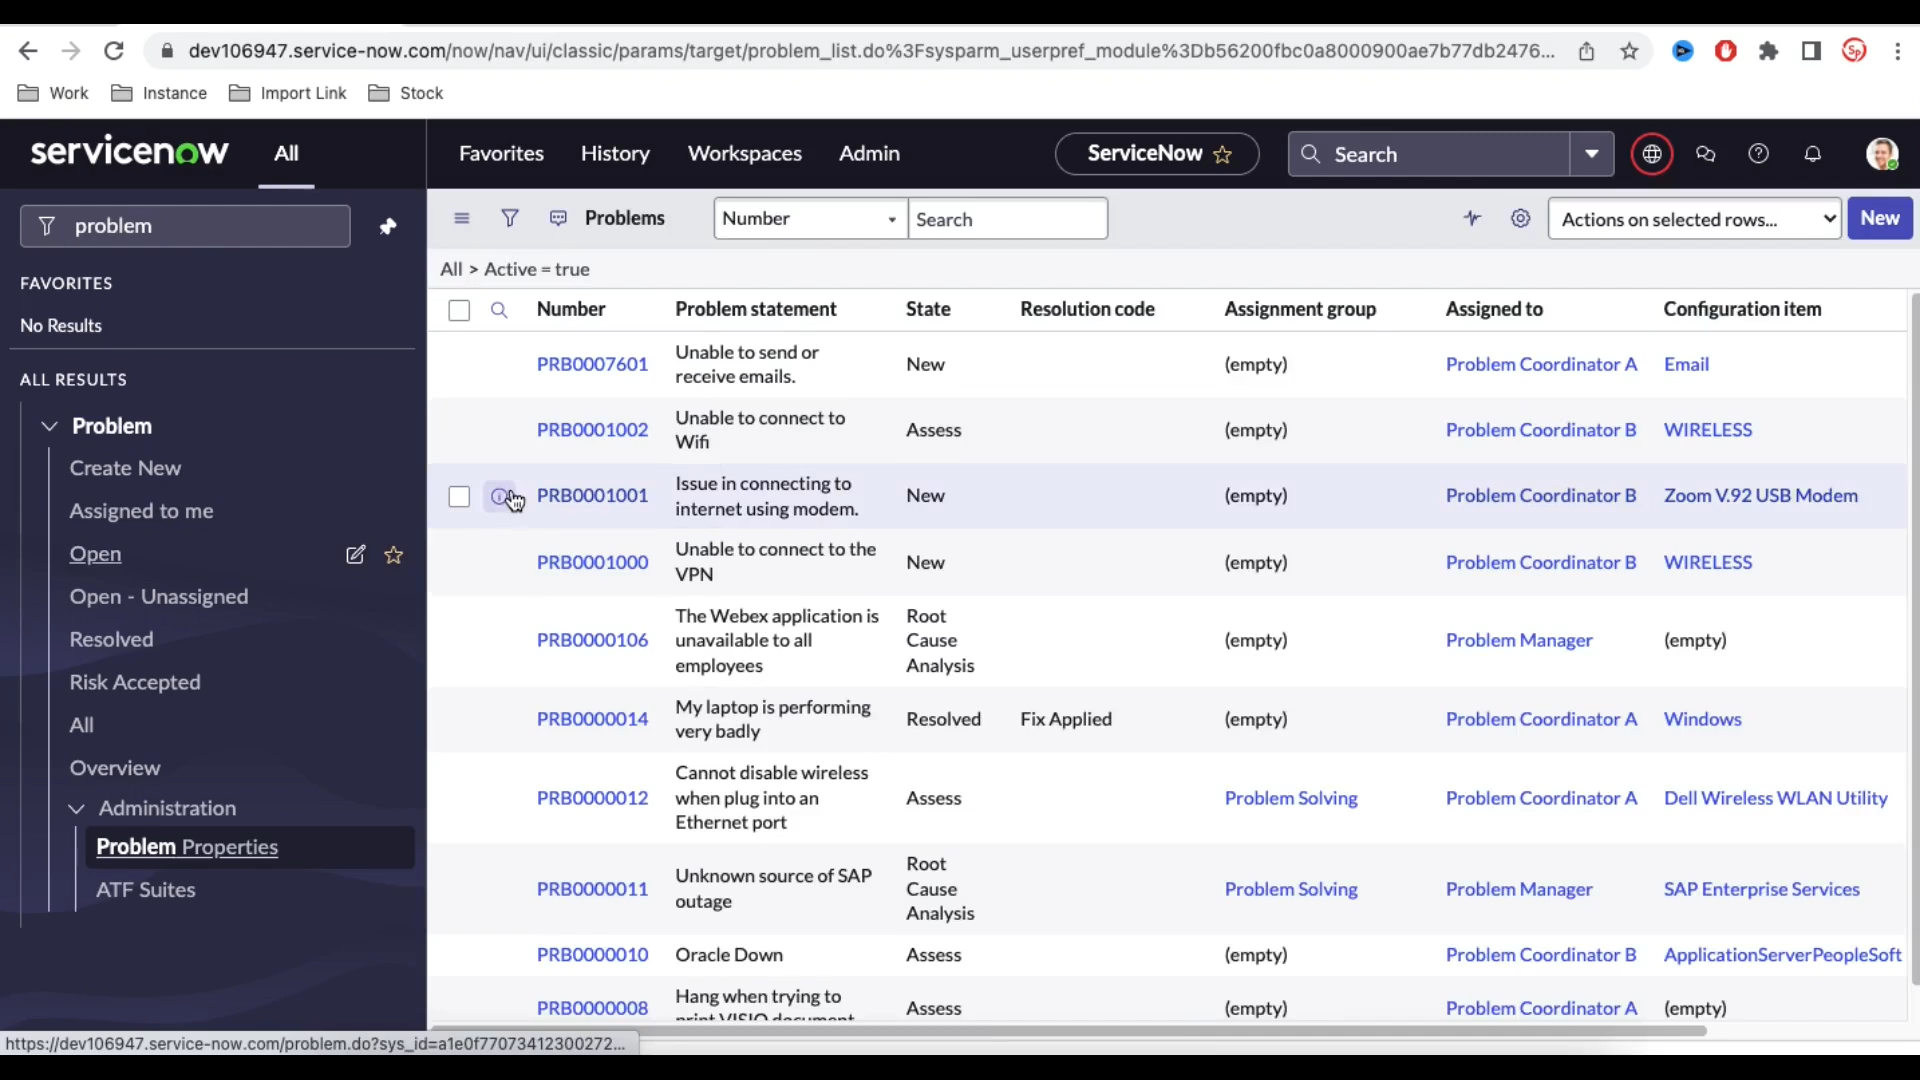 dev106947.service-now.com/now/nav/ui/classic/params/target/problem_list.do%3Fsysparm_userpref_module%3Db56200fbc0a8000900ae7b77db2476...
Sp
Work Instance Import Link Stock
servicenow All Favorites History Workspaces Admin ServiceNow Search
problem
FAVORITES
No Results
ALL RESULTS
Problem
Create New
Assigned to me
Open
Open - Unassigned
Resolved
Risk Accepted
All
Overview
Administration
Problem Properties
ATF Suites
Problems Number Search Actions on selected rows... New
All > Active = true
Number Problem statement State Resolution code Assignment group Assigned to Configuration item
PRB0007601 Unable to send or New (empty) Problem Coordinator A Email
receive emails.
PRB0001002 Unable to connect to Assess (empty) Problem Coordinator B WIRELESS
Wifi
PRB0001001 Issue in connecting to New (empty) Problem Coordinator B Zoom V.92 USB Modem
internet using modem.
PRB0001000 Unable to connect to the New (empty) Problem Coordinator B WIRELESS
VPN
The Webex application is Root
PRB0000106 unavailable to all Cause (empty) Problem Manager (empty)
employees Analysis
PRB0000014 My laptop is performing Resolved Fix Applied (empty) Problem Coordinator A Windows
very badly
Cannot disable wireless
PRB0000012 when plug into an Assess Problem Solving Problem Coordinator A Dell Wireless WLAN Utility
Ethernet port
Root
PRB0000011 Unknown source of SAP Cause Problem Solving Problem Manager SAP Enterprise Services
outage Analysis
PRB0000010 Oracle Down Assess (empty) Problem Coordinator B ApplicationServerPeopleSoft
PRB0000008 Hang when trying to Assess (empty) Problem Coordinator A (empty)
print VISIO document
https://dev106947.service-now.com/problem.do?sys_id=a1e0f77073412300272...